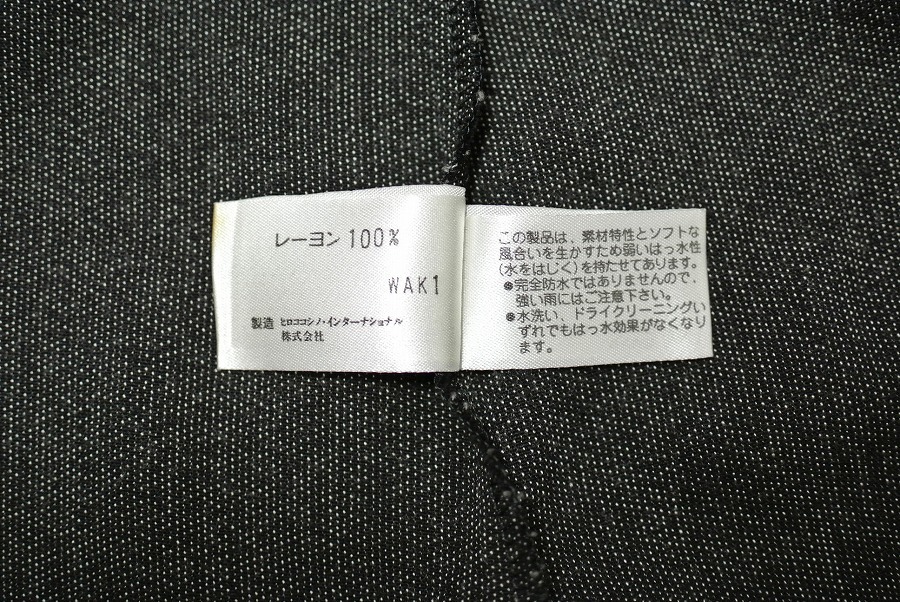 レーヨン 100%
WAK1
製造 ヒロココシノ・インターナショナル
株式会社
この製品は、素材特性とソフトな
風合いを生かすため弱いはっ水性
(水をはじく)を持たせてあります。
●完全防水ではありませんので、
強い雨にはご注意下さい。
●水洗い、ドライクリーニングい
ずれでもはっ水効果がなくなり
ます。